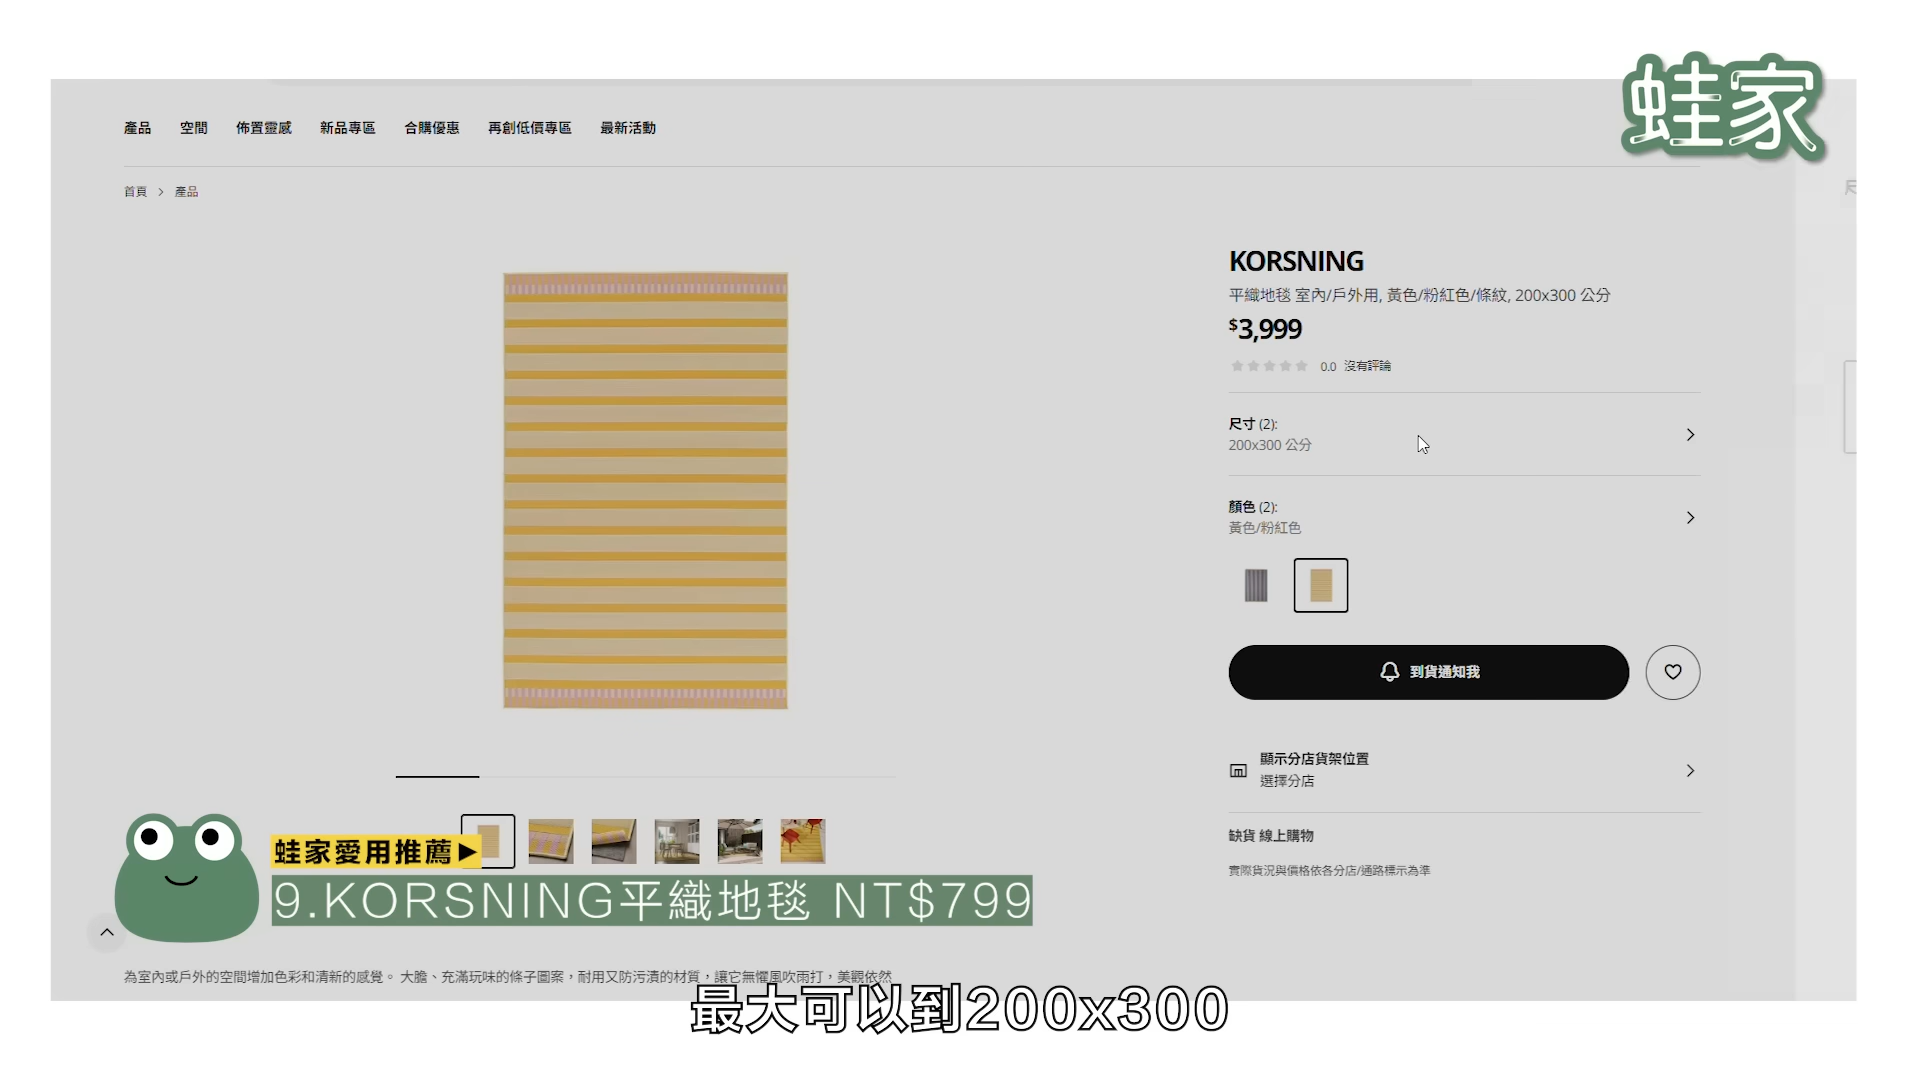 蛙家
產品 空間 佈置靈感 新品專區 合購優惠 再創低價專區 最新活動
首頁 > 產品
尺
KORSNING
平織地毯 室內/戶外用, 黃色/粉紅色/條紋, 200x300 公分
$3,999
0.0 沒有評論
尺寸 (2):
200x300 公分
顏色 (2):
黃色/粉紅色
到貨通知我
顯示分店貨架位置
選擇分店
缺貨 線上購物
實際貨況與價格依各分店/通路標示為準
蛙家愛用推薦▶
9.KORSNING平織地毯 NT$799
為室內或戶外的空間增加色彩和清新的感覺。 大膽、充滿玩味的條子圖案，耐用又防污漬的材質，讓它無懼風吹雨打，美觀依然
最大可以到200x300